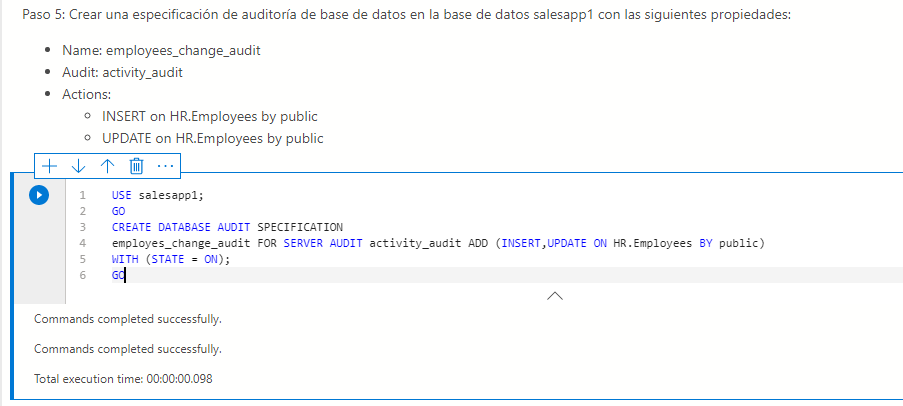 Paso 5: Crear una especificación de auditoría de base de datos en la base de datos salesapp1 con las siguientes propiedades:
• Name: employees_change_audit
• Audit: activity_audit
• Actions:
◦ INSERT on HR.Employees by public
◦ UPDATE on HR.Employees by public
1 USE salesapp1;
2 GO
3 CREATE DATABASE AUDIT SPECIFICATION
4 employes_change_audit FOR SERVER AUDIT activity_audit ADD (INSERT,UPDATE ON HR.Employees BY public)
5 WITH (STATE = ON);
6 GO
Commands completed successfully.
Commands completed successfully.
Total execution time: 00:00:00.098